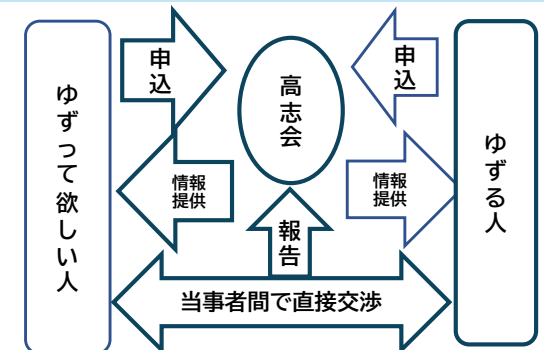 ゆずって欲しい人
申込
高志会
申込
ゆずる人
情報
提供
情報
提供
報告
当事者間で直接交渉